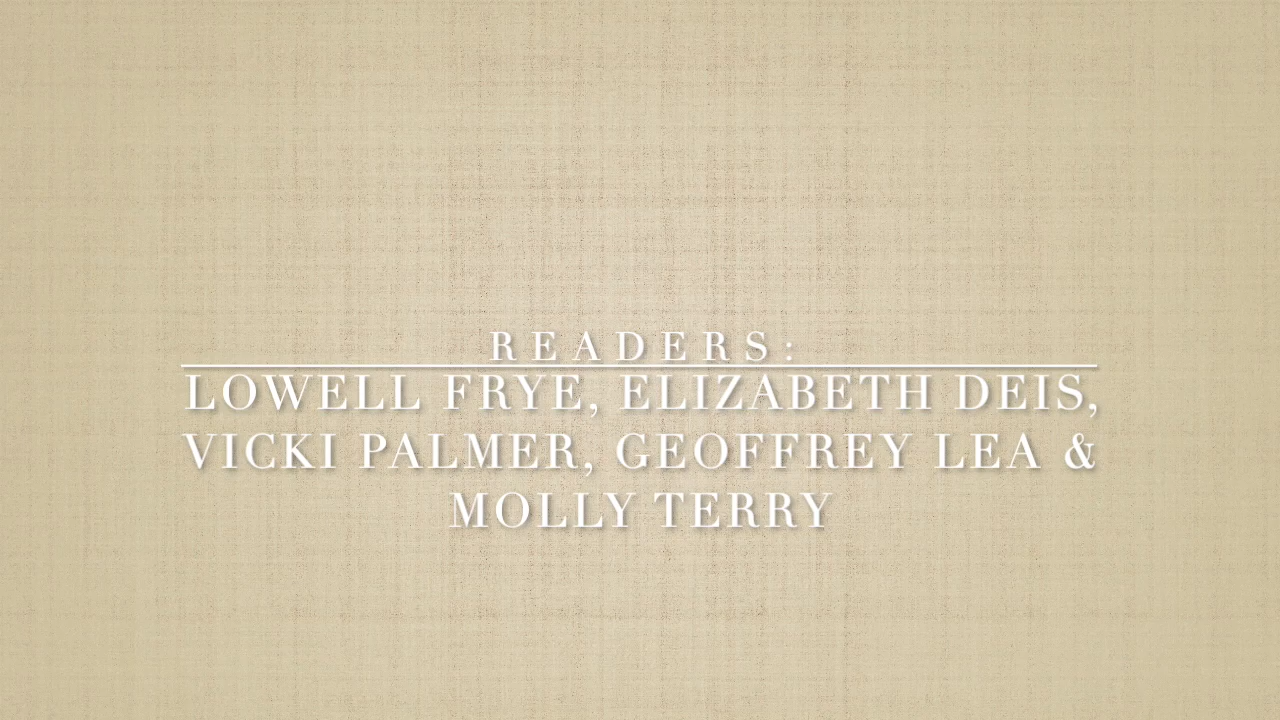 READERS:
LOWELL FRYE, ELIZABETH DEIS,
VICKI PALMER, GEOFFREY LEA &
MOLLY TERRY